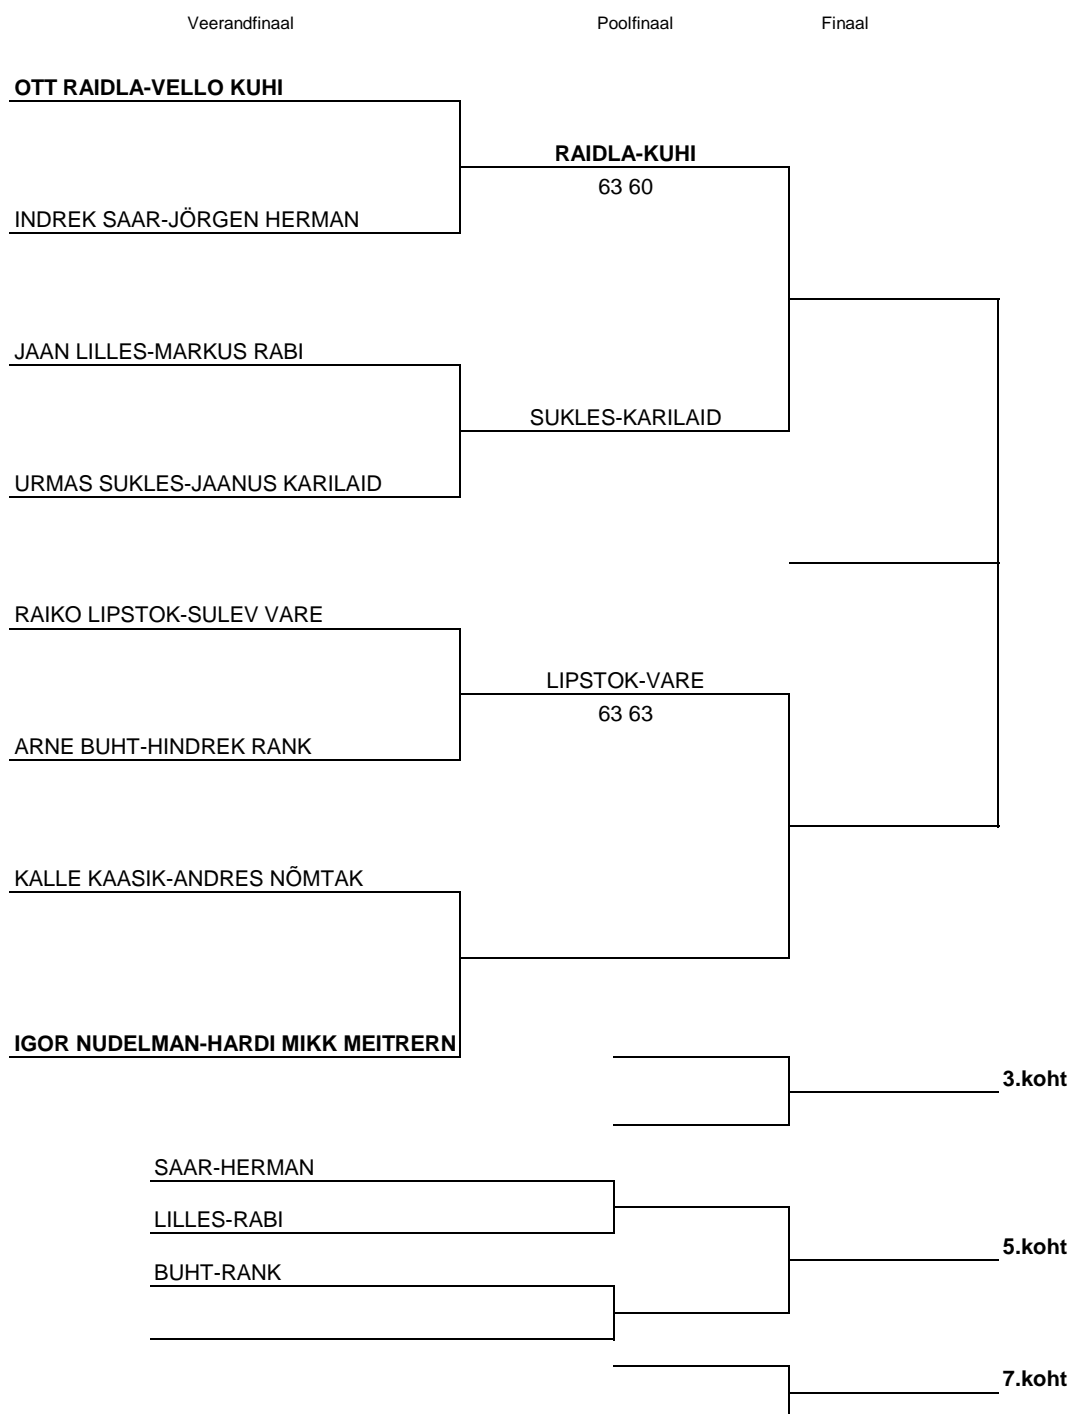 Veerandfinaal Poolfinaal Finaal
OTT RAIDLA-VELLO KUHI
RAIDLA-KUHI
63 60
INDREK SAAR-JÖRGEN HERMAN
JAAN LILLES-MARKUS RABI
SUKLES-KARILAID
URMAS SUKLES-JAANUS KARILAID
RAIKO LIPSTOK-SULEV VARE
LIPSTOK-VARE
63 63
ARNE BUHT-HINDREK RANK
KALLE KAASIK-ANDRES NÕMTAK
IGOR NUDELMAN-HARDI MIKK MEITRERN
3.koht
SAAR-HERMAN
LILLES-RABI
5.koht
BUHT-RANK
7.koht